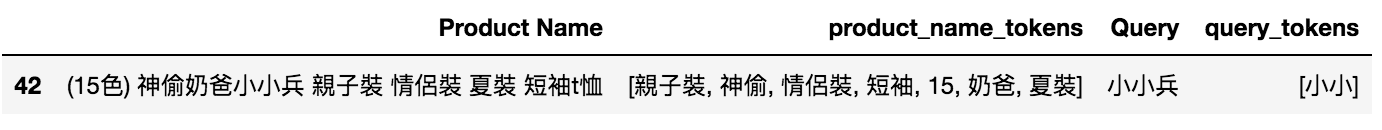 Product Name product_name_tokens Query query_tokens
42 (15色) 神偷奶爸小小兵 親子裝 情侶裝 夏裝 短袖t恤 [親子裝, 神偷, 情侶裝, 短袖, 15, 奶爸, 夏裝] 小小兵 [小小]